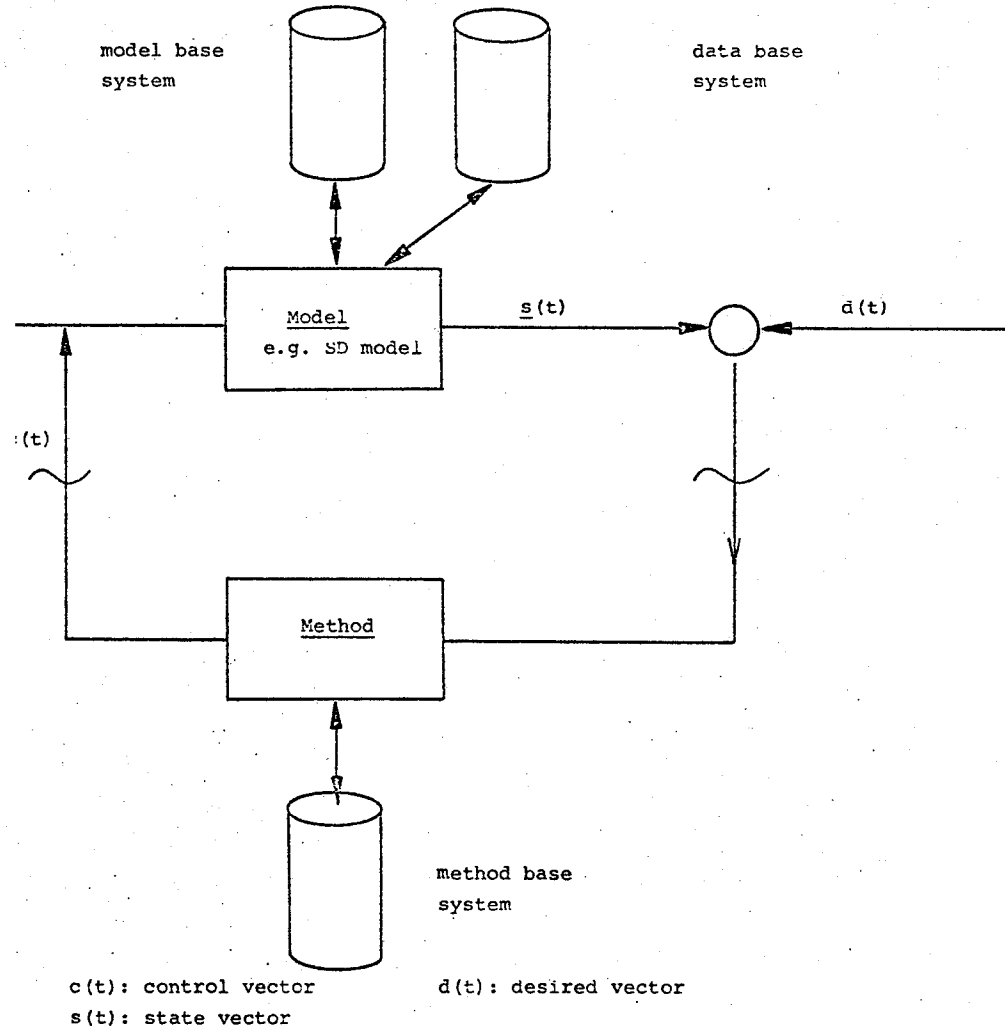 model base
system
data base
system
Model
e.g. SD model
s(t)
d(t)
:(t)
Method
method base
system
c(t): control vector
d(t): desired vector
s(t): state vector